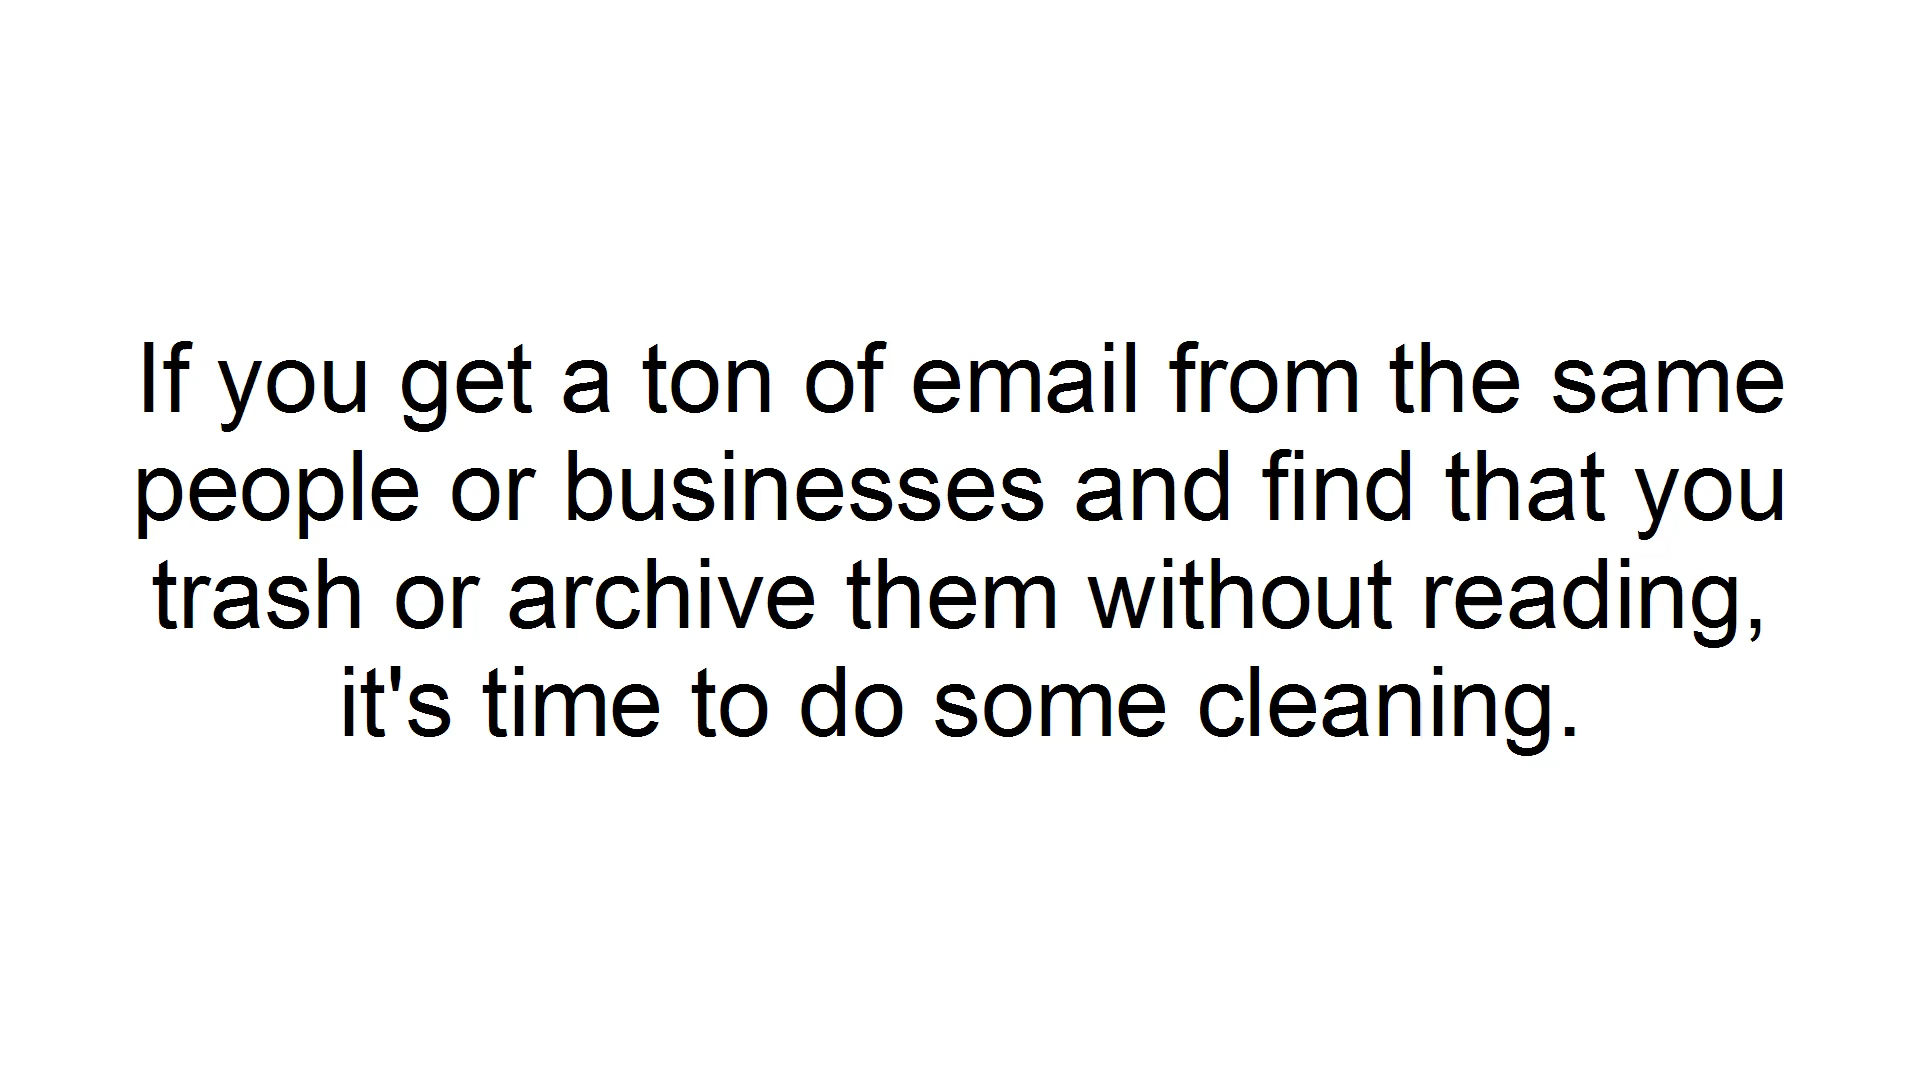 If you get a ton of email from the same
people or businesses and find that you
trash or archive them without reading,
it's time to do some cleaning.